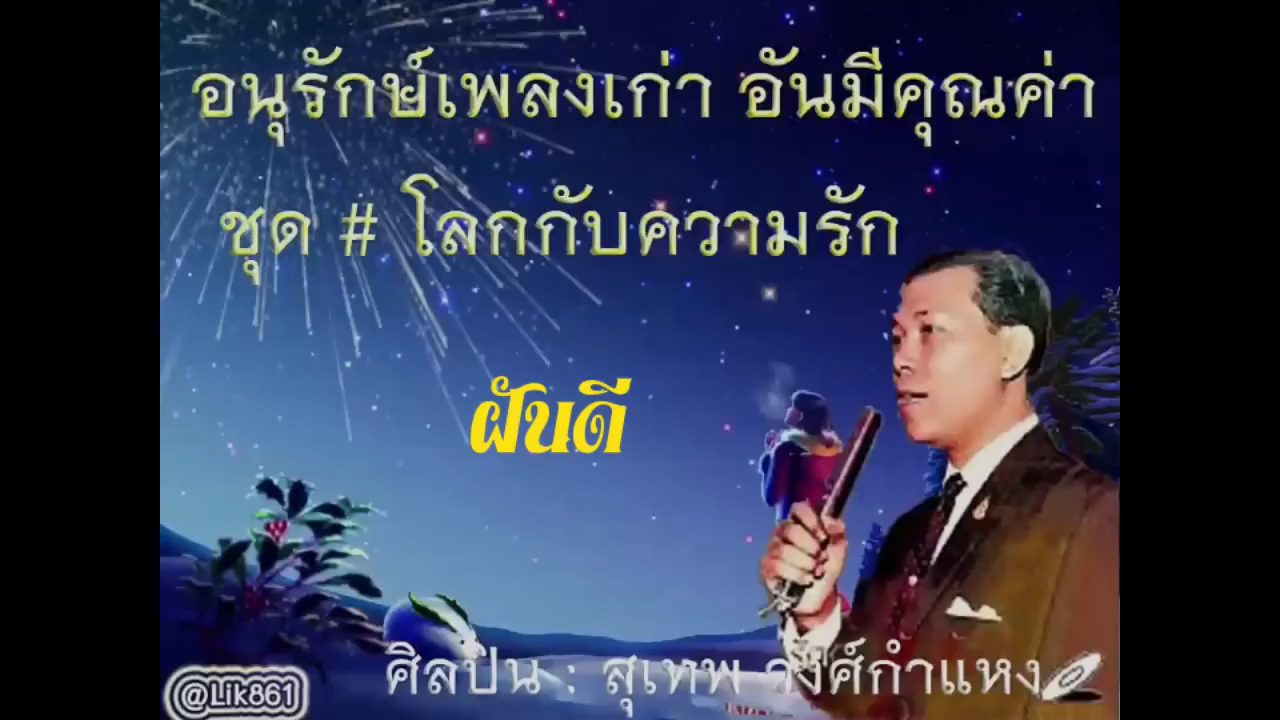 อนุรักษ์เพลงเก่า อันมีคุณค่า
ชุด # โลกกับความรัก
ฝันดี
ศิลปิน : สุเทพ วงศ์กำแหง
@Lik861